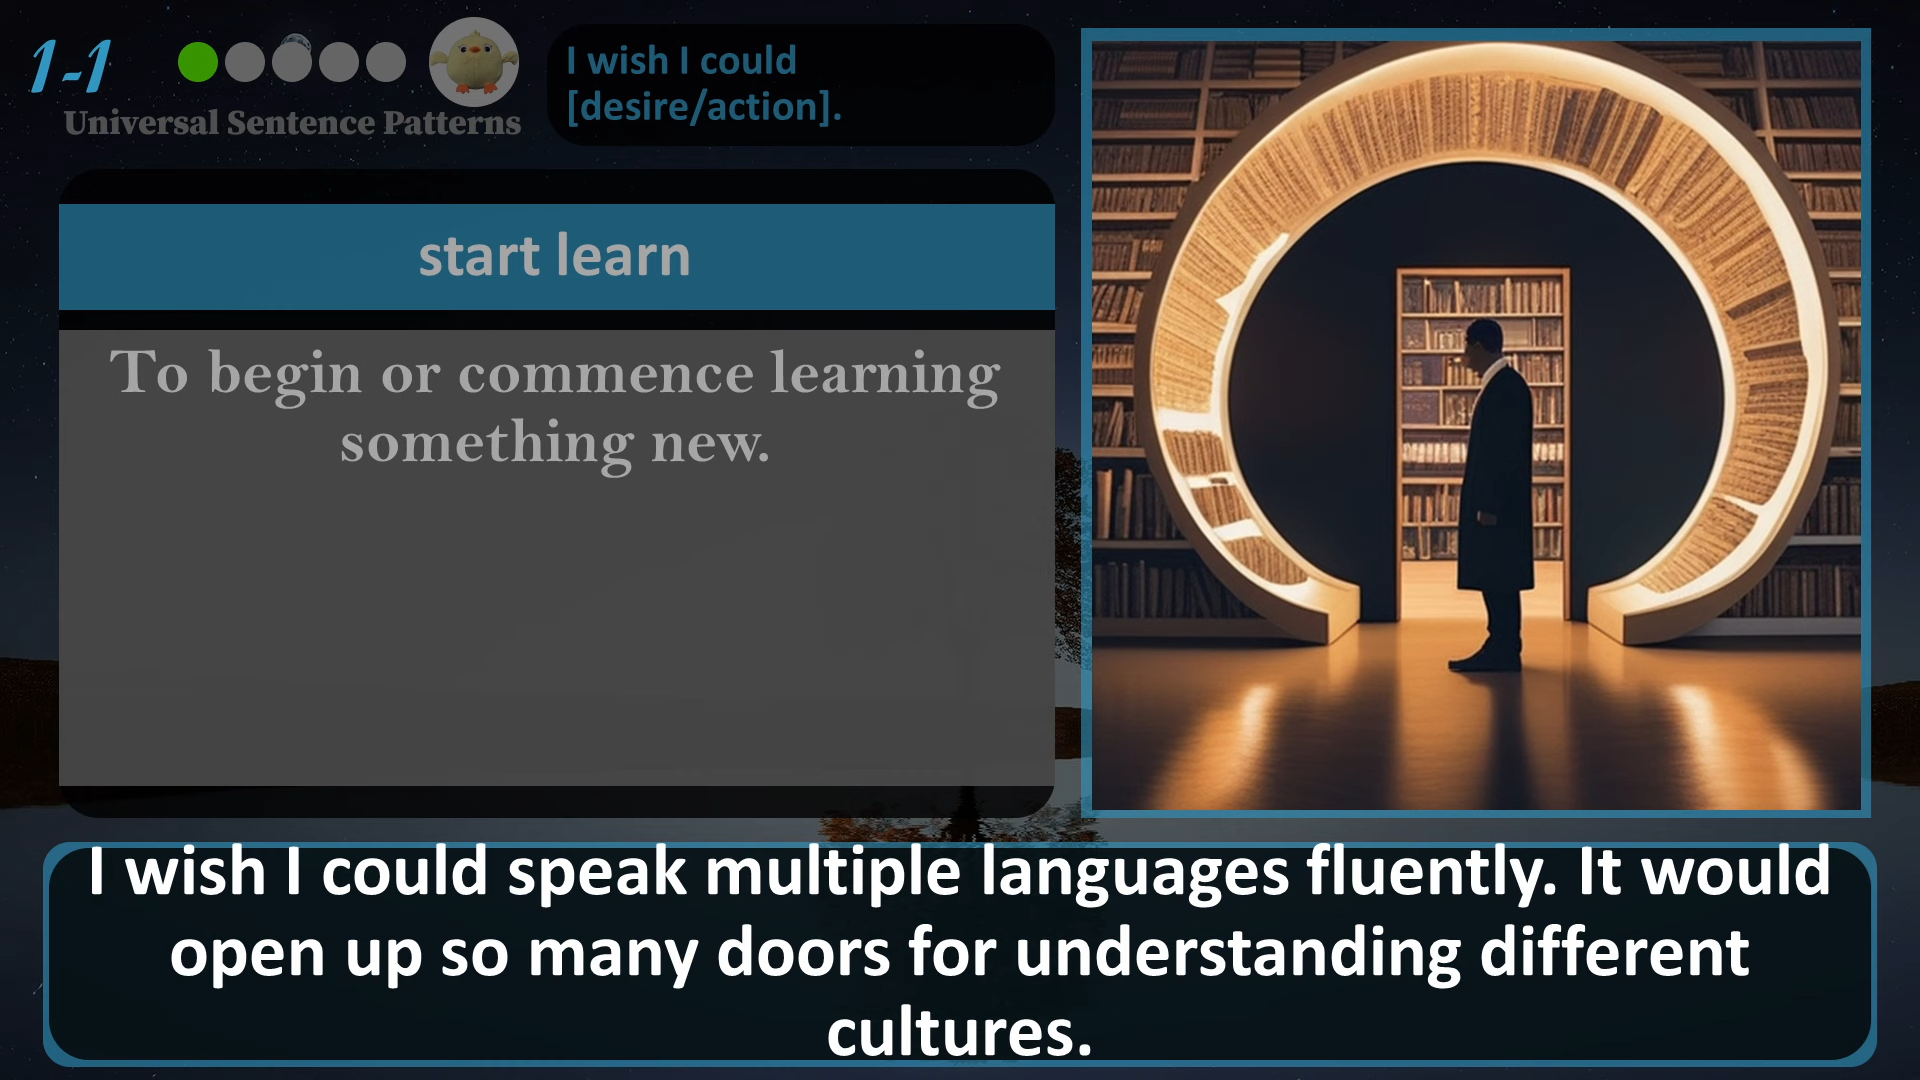 1-1
Universal Sentence Patterns
I wish I could
[desire/action].
start learn
To begin or commence learning
something new.
I wish I could speak multiple languages fluently. It would
open up so many doors for understanding different
cultures.